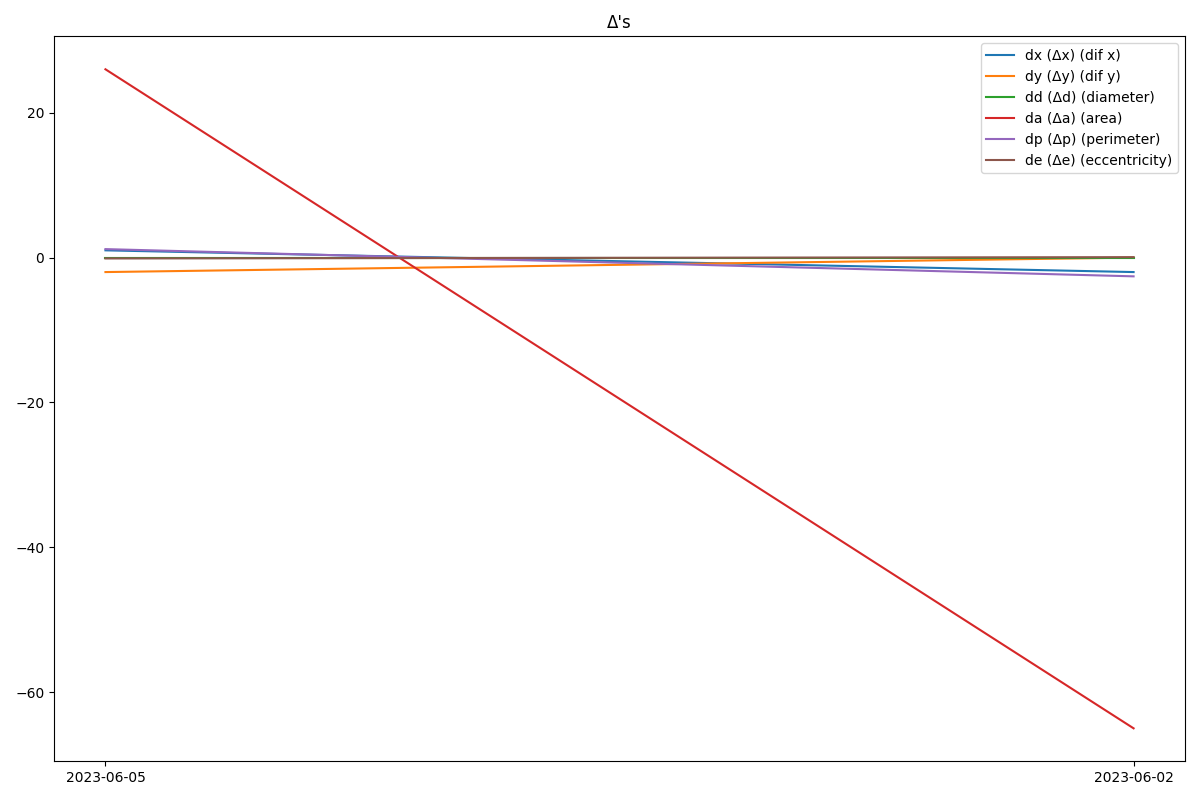 Δ's
dx (Δx) (dif x)
dy (Δy) (dif y)
dd (Δd) (diameter)
da (Δa) (area)
dp (Δp) (perimeter)
de (Δe) (eccentricity)
20
0
−20
−40
−60
2023-06-05
2023-06-02